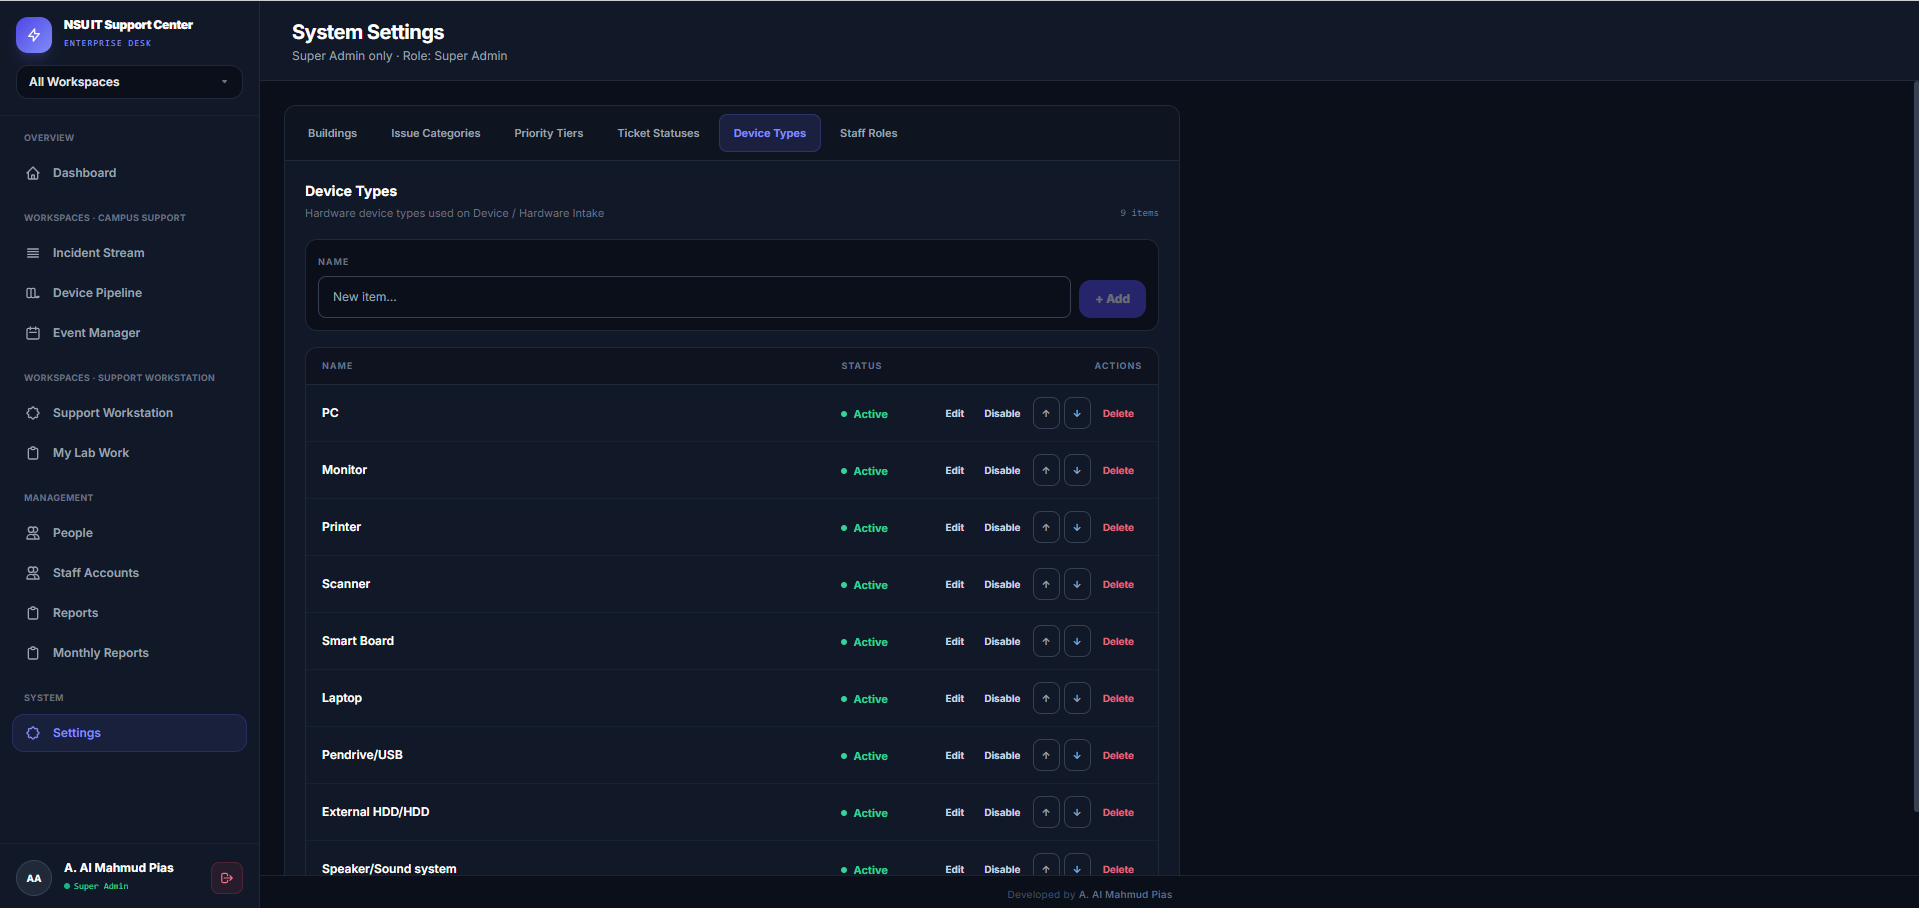 NSU IT Support Center
ENTERPRISE DESK
All Workspaces
OVERVIEW
Dashboard
WORKSPACES · CAMPUS SUPPORT
Incident Stream
Device Pipeline
Event Manager
WORKSPACES · SUPPORT WORKSTATION
Support Workstation
My Lab Work
MANAGEMENT
People
Staff Accounts
Reports
Monthly Reports
SYSTEM
Settings
AA
A. Al Mahmud Pias
Super Admin
System Settings
Super Admin only · Role: Super Admin
Buildings Issue Categories Priority Tiers Ticket Statuses Device Types Staff Roles
Device Types
Hardware device types used on Device / Hardware Intake
9 items
NAME
New item...
+ Add
NAME STATUS ACTIONS
PC Active Edit Disable ↑ ↓ Delete
Monitor Active Edit Disable ↑ ↓ Delete
Printer Active Edit Disable ↑ ↓ Delete
Scanner Active Edit Disable ↑ ↓ Delete
Smart Board Active Edit Disable ↑ ↓ Delete
Laptop Active Edit Disable ↑ ↓ Delete
Pendrive/USB Active Edit Disable ↑ ↓ Delete
External HDD/HDD Active Edit Disable ↑ ↓ Delete
Speaker/Sound system Active Edit Disable ↑ ↓ Delete
Developed by A. Al Mahmud Pias